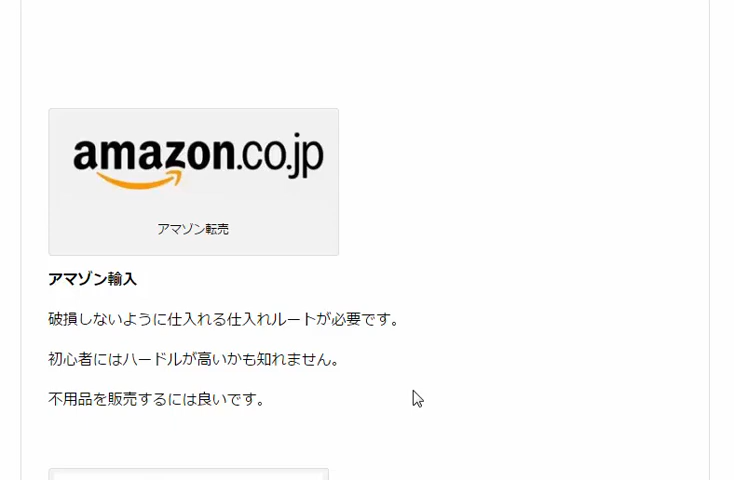 amazon.co.jp
アマゾン転売
アマゾン輸入
破損しないように仕入れる仕入れルートが必要です。
初心者にはハードルが高いかも知れません。
不用品を販売するには良いです。